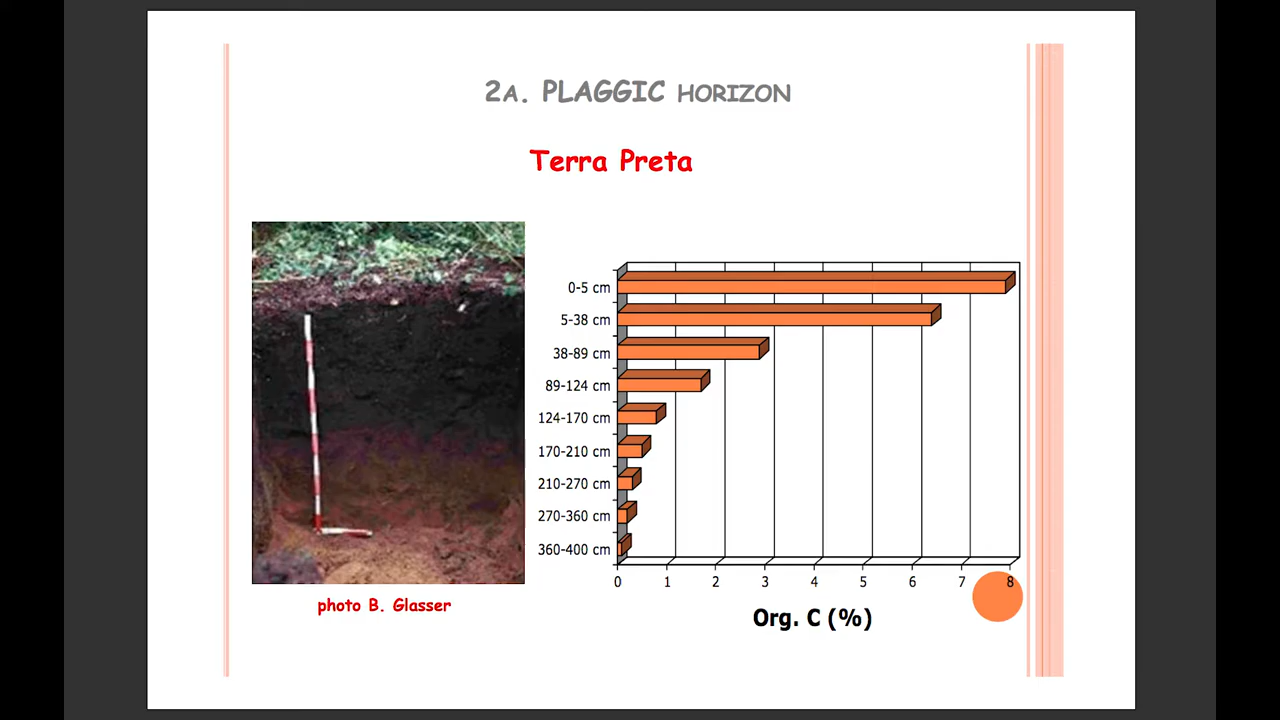 2A. PLAGGIC HORIZON
Terra Preta
0-5 cm
5-38 cm
38-89 cm
89-124 cm
124-170 cm
170-210 cm
210-270 cm
270-360 cm
360-400 cm
0 1 2 3 4 5 6 7 8
Org. C (%)
photo B. Glasser